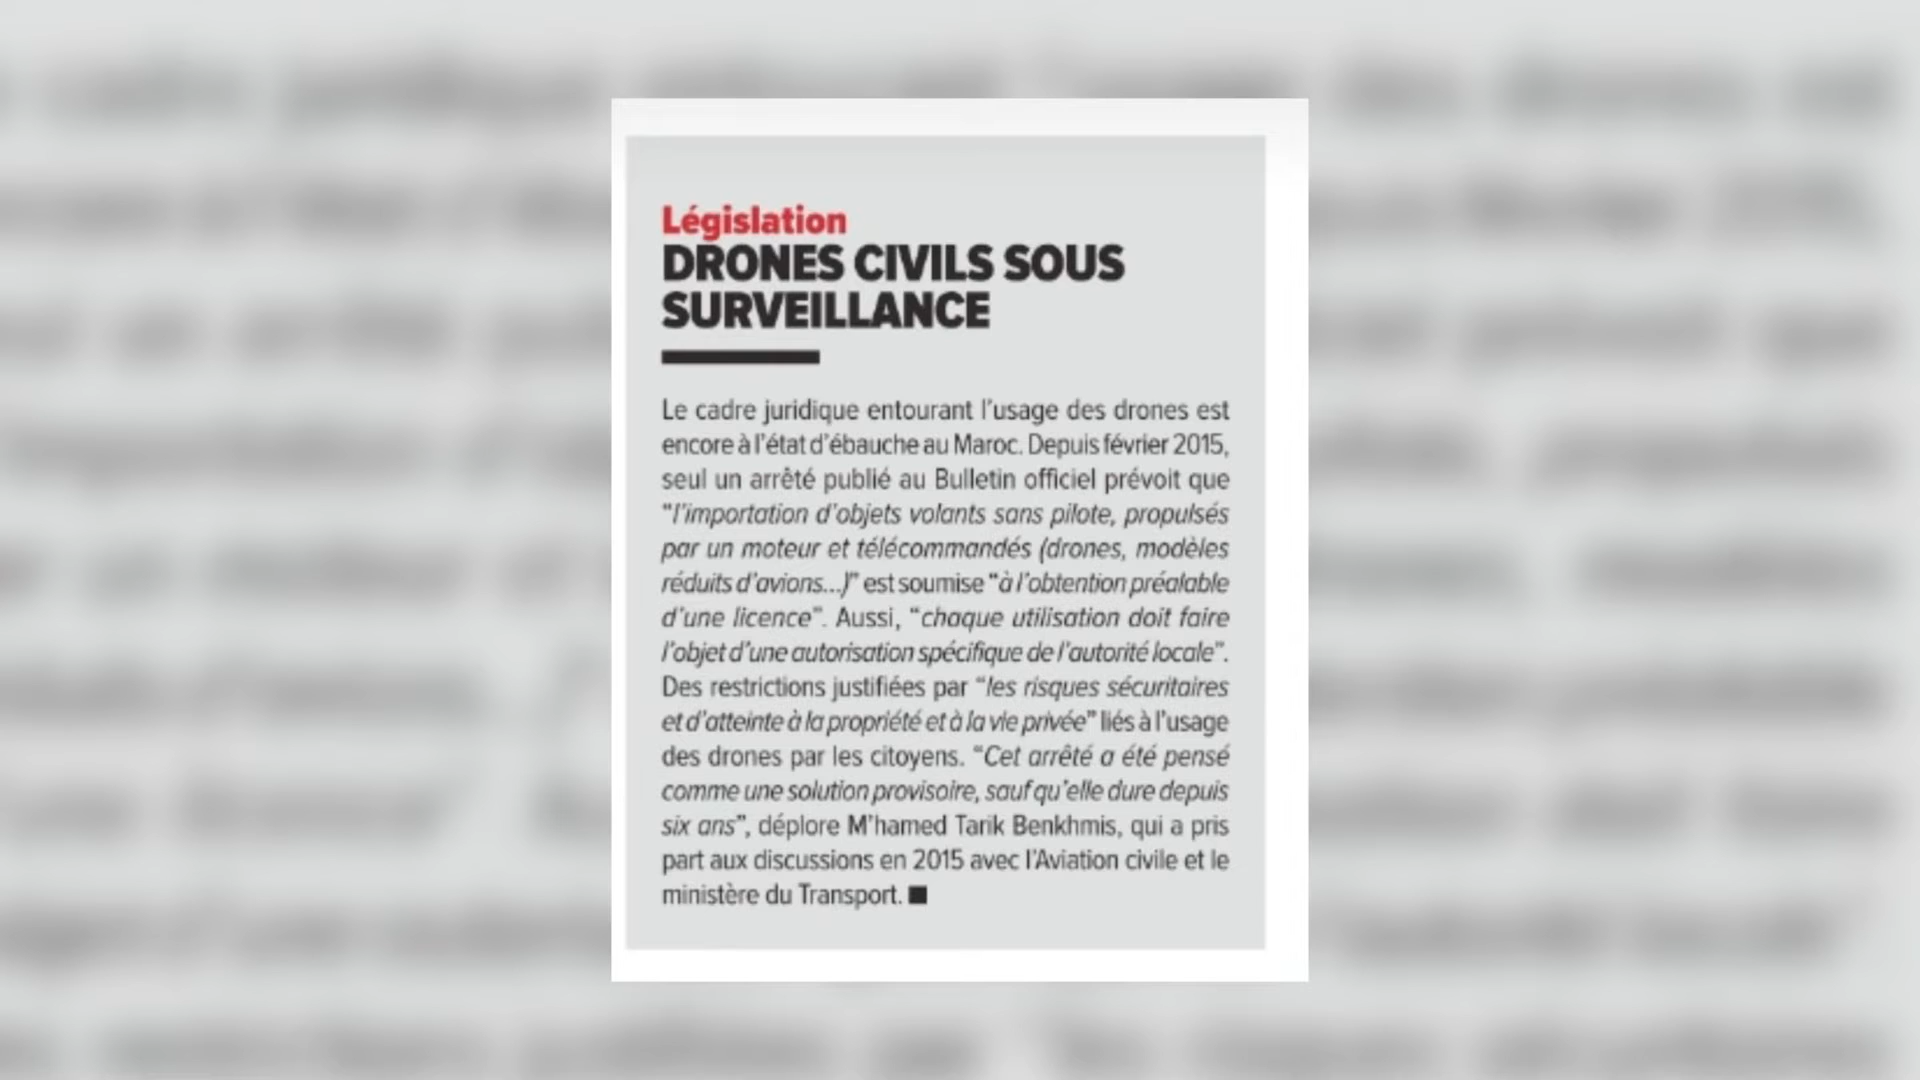 Législation
DRONES CIVILS SOUS
SURVEILLANCE
Le cadre juridique entourant l'usage des drones est
encore à l'état d'ébauche au Maroc. Depuis février 2015,
seul un arrêté publié au Bulletin officiel prévoit que
“l'importation d'objets volants sans pilote, propulsés
par un moteur et télécommandés (drones, modèles
réduits d'avions...)” est soumise “à l'obtention préalable
d'une licence”. Aussi, “chaque utilisation doit faire
l'objet d'une autorisation spécifique de l'autorité locale”.
Des restrictions justifiées par “les risques sécuritaires
et d'atteinte à la propriété et à la vie privée” liés à l'usage
des drones par les citoyens. “Cet arrêté a été pensé
comme une solution provisoire, sauf qu'elle dure depuis
six ans”, déplore M'hamed Tarik Benkhmis, qui a pris
part aux discussions en 2015 avec l'Aviation civile et le
ministère du Transport. ■